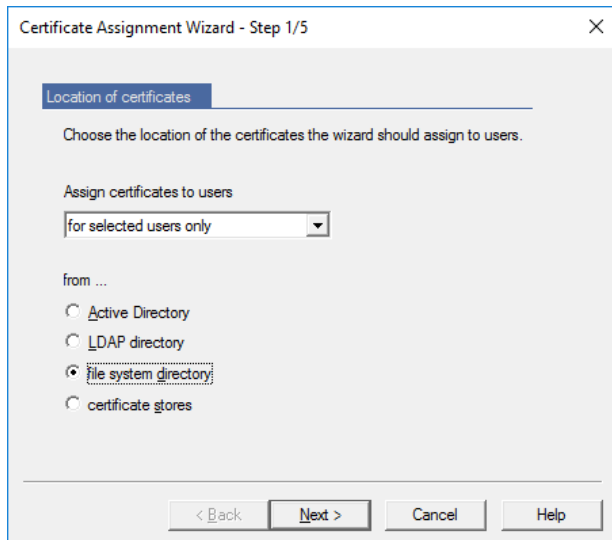 Certificate Assignment Wizard - Step 1/5
Location of certificates
Choose the location of the certificates the wizard should assign to users.
Assign certificates to users
for selected users only
from ...
Active Directory
LDAP directory
file system directory
certificate stores
< Back Next > Cancel Help